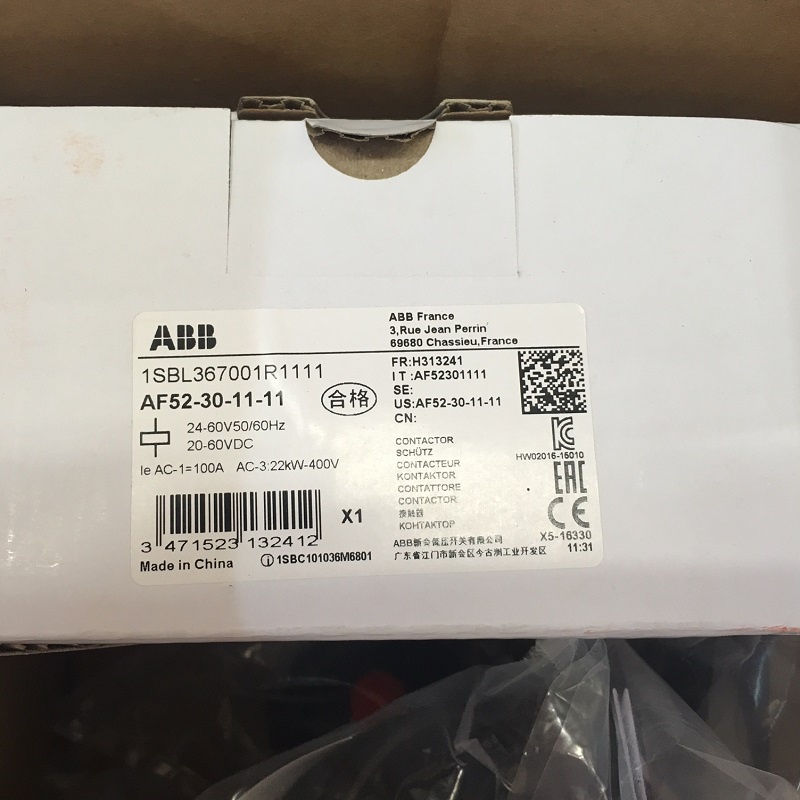 ABB
ABB France
3,Rue Jean Perrin
69680 Chassieu,France
1SBL367001R1111
AF52-30-11-11
合格
24-60V50/60Hz
20-60VDC
Ie AC-1=100A AC-3:22kW-400V
FR:H313241
IT:AF52301111
SE:
US:AF52-30-11-11
CN:
CONTACTOR
SCHÜTZ
CONTACTEUR
KONTAKTOR
CONTATTORE
CONTACTOR
接触器
КОНТАКТОР
KC
HW02016-15010
EAC
CE
X1
3 471523 132412
Made in China
1SBC101036M6801
ABB新会低压开关有限公司
广东省江门市新会区今古洲工业开发区
X5-16330
11:31